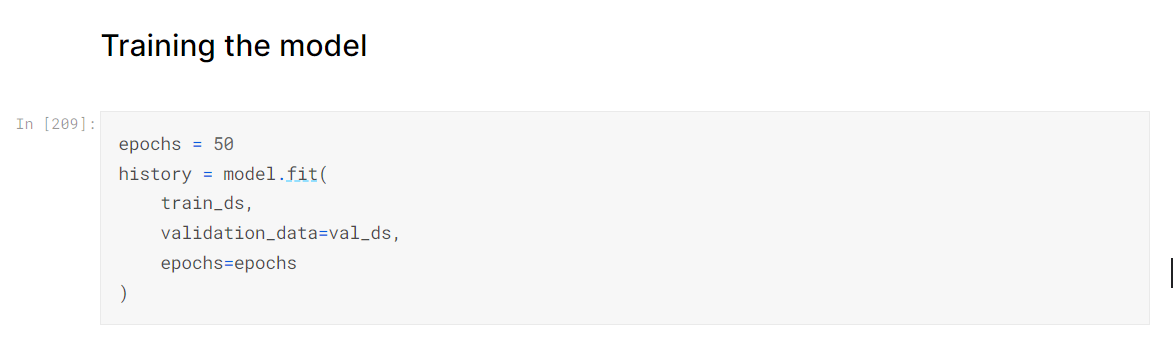 Training the model
In [209]:
epochs = 50
history = model.fit(
    train_ds,
    validation_data=val_ds,
    epochs=epochs
)